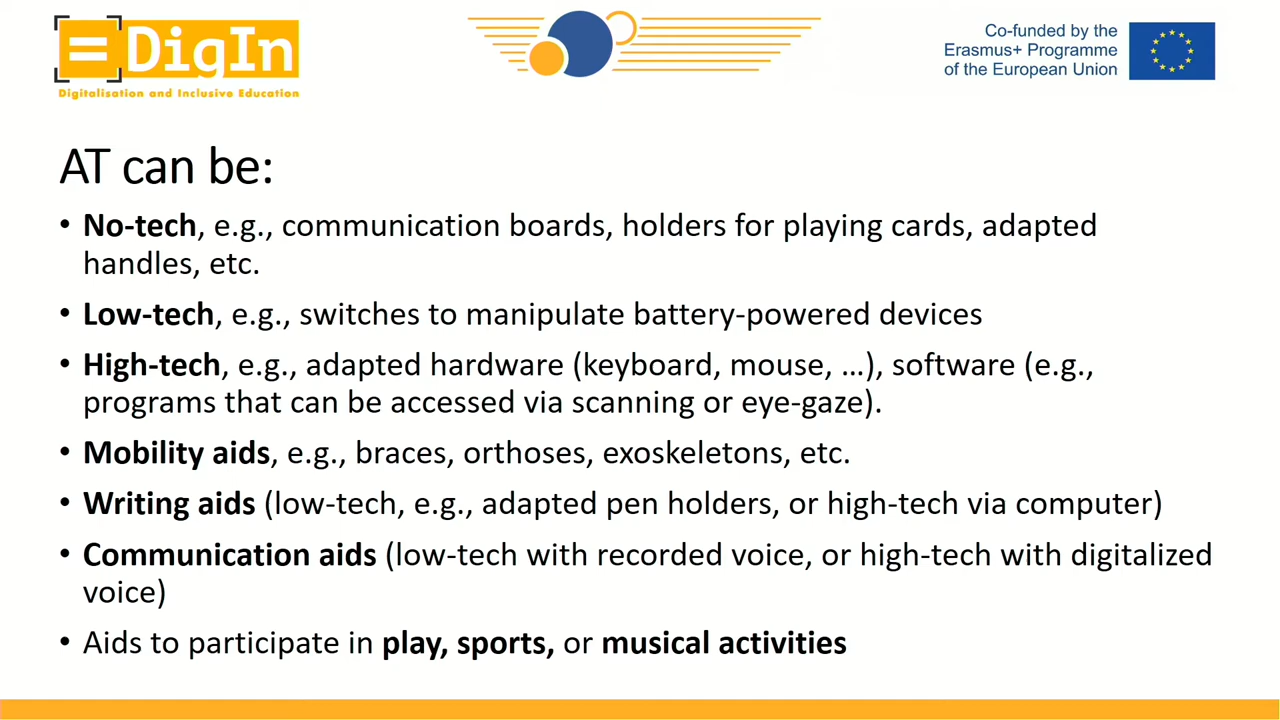 =DigIn
Digitalisation and Inclusive Education
Co-funded by the
Erasmus+ Programme
of the European Union
AT can be:
• No-tech, e.g., communication boards, holders for playing cards, adapted
handles, etc.
• Low-tech, e.g., switches to manipulate battery-powered devices
• High-tech, e.g., adapted hardware (keyboard, mouse, …), software (e.g.,
programs that can be accessed via scanning or eye-gaze).
• Mobility aids, e.g., braces, orthoses, exoskeletons, etc.
• Writing aids (low-tech, e.g., adapted pen holders, or high-tech via computer)
• Communication aids (low-tech with recorded voice, or high-tech with digitalized
voice)
• Aids to participate in play, sports, or musical activities